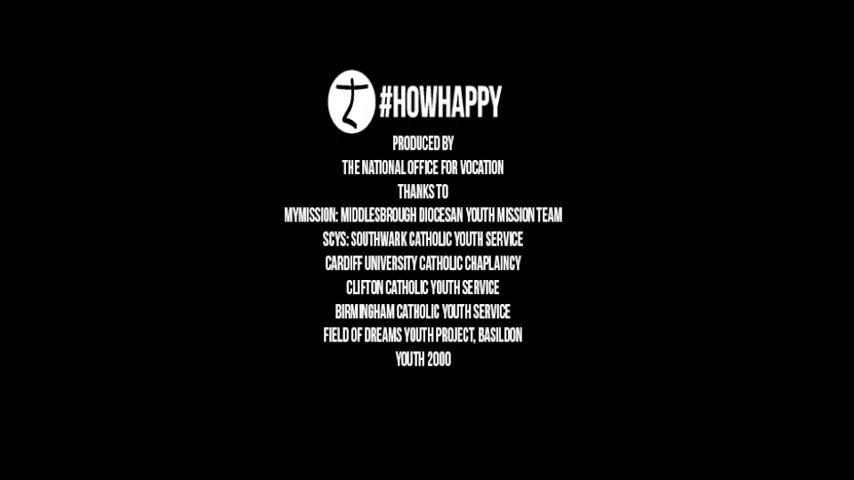 #HOWHAPPY
PRODUCED BY
THE NATIONAL OFFICE FOR VOCATION
THANKS TO
MYMISSION: MIDDLESBROUGH DIOCESAN YOUTH MISSION TEAM
SCYS: SOUTHWARK CATHOLIC YOUTH SERVICE
CARDIFF UNIVERSITY CATHOLIC CHAPLAINCY
CLIFTON CATHOLIC YOUTH SERVICE
BIRMINGHAM CATHOLIC YOUTH SERVICE
FIELD OF DREAMS YOUTH PROJECT, BASILDON
YOUTH 2000